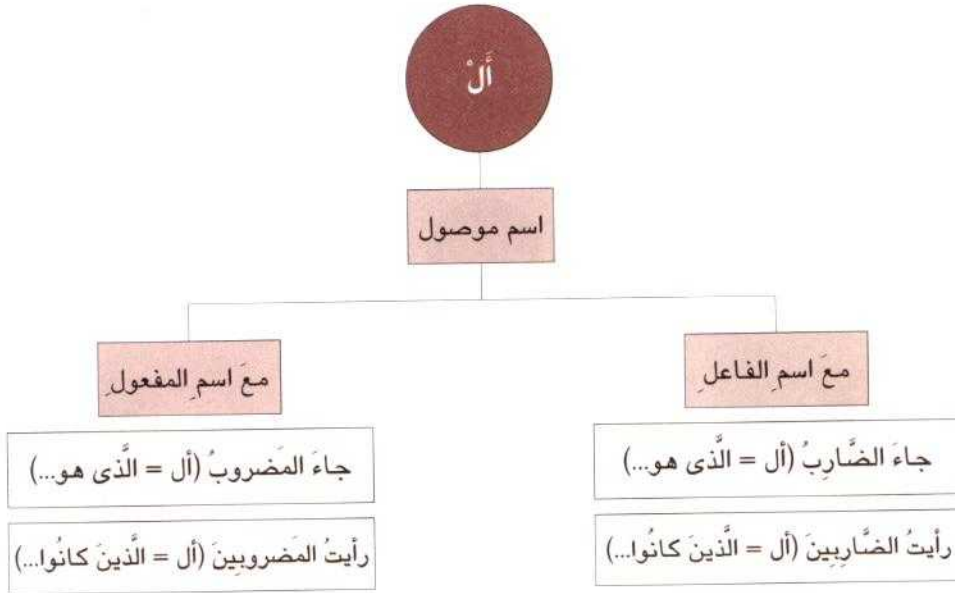 أَلْ
اسم موصول
معَ اسمِ الفاعلِ
معَ اسمِ المفعولِ
جاءَ الضَّارِبُ (أل = الَّذى هو...)
جاءَ المَضروبُ (أل = الَّذى هو...)
رأيتُ الضَّارِبِينَ (أل = الَّذينَ كانُوا...)
رأيتُ المَضروبِينَ (أل = الَّذينَ كانُوا...)